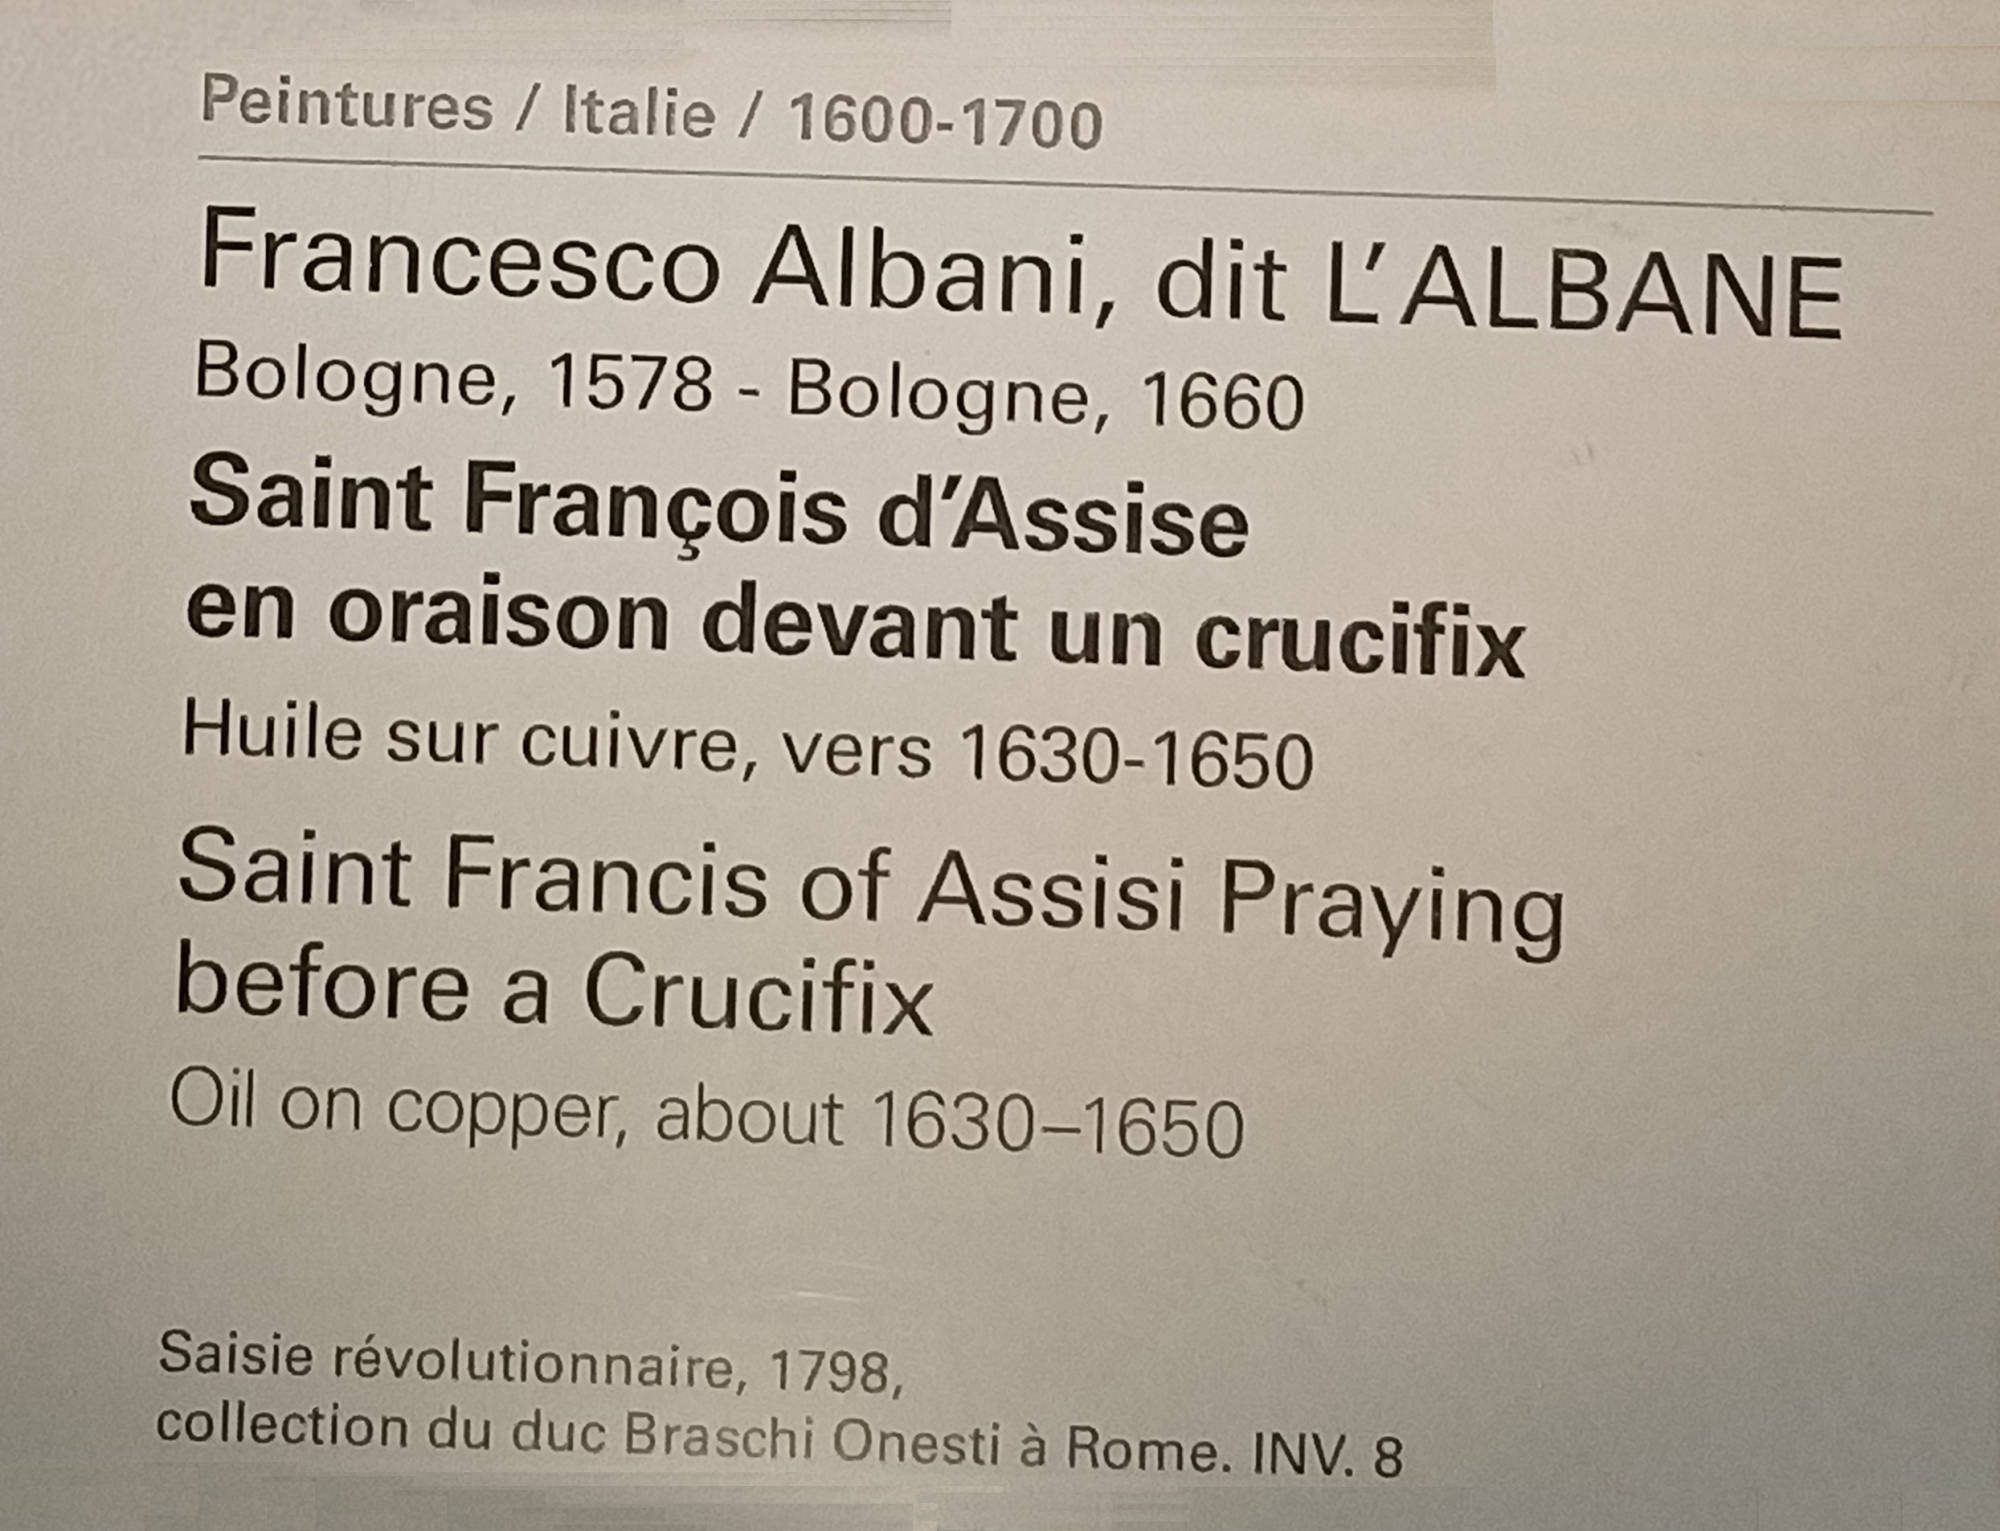 Peintures / Italie / 1600-1700
Francesco Albani, dit L’ALBANE
Bologne, 1578 - Bologne, 1660
Saint François d’Assise
en oraison devant un crucifix
Huile sur cuivre, vers 1630-1650
Saint Francis of Assisi Praying
before a Crucifix
Oil on copper, about 1630–1650
Saisie révolutionnaire, 1798,
collection du duc Braschi Onesti à Rome. INV. 8